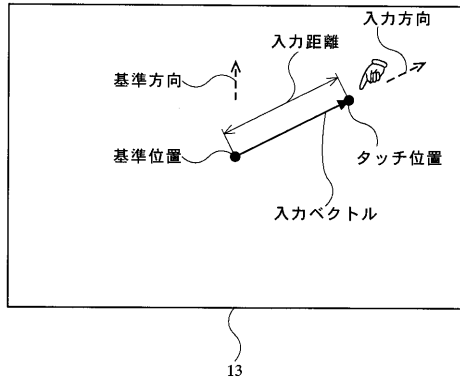 入力方向
入力距離
基準方向
基準位置
タッチ位置
入力ベクトル
13